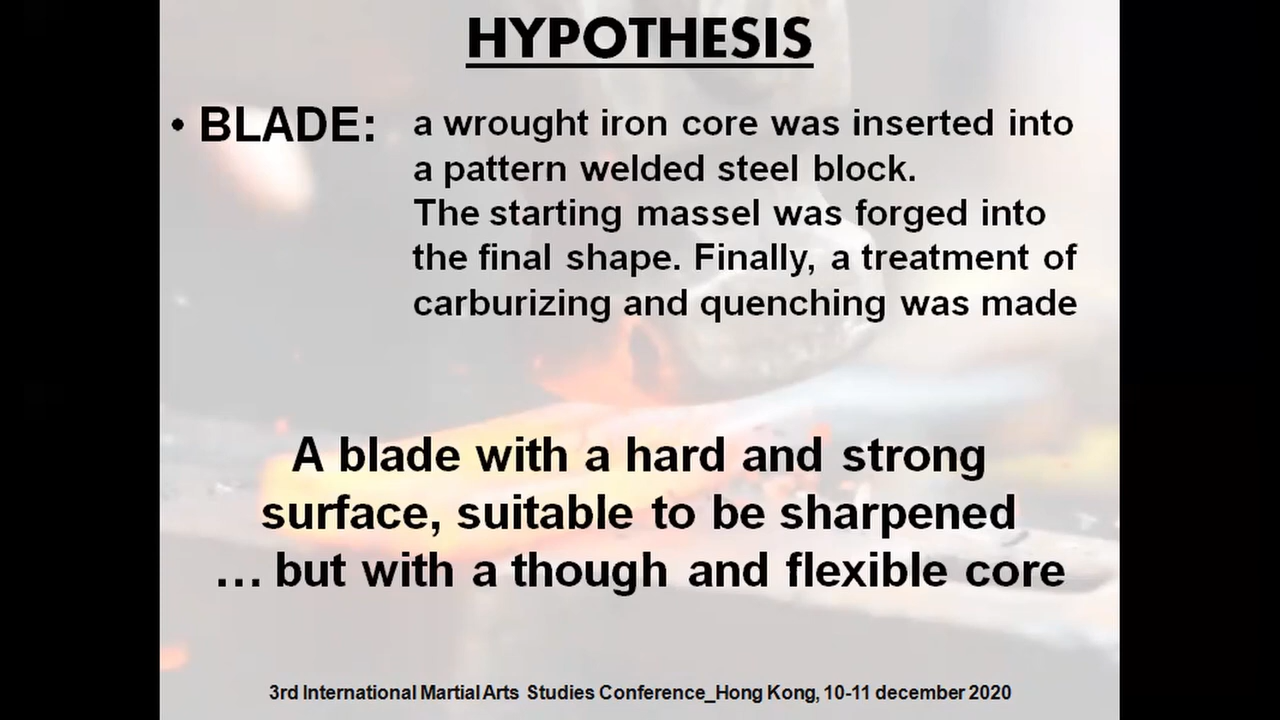 HYPOTHESIS
• BLADE: a wrought iron core was inserted into
a pattern welded steel block.
The starting massel was forged into
the final shape. Finally, a treatment of
carburizing and quenching was made
A blade with a hard and strong
surface, suitable to be sharpened
… but with a though and flexible core
3rd International Martial Arts Studies Conference_Hong Kong, 10-11 december 2020